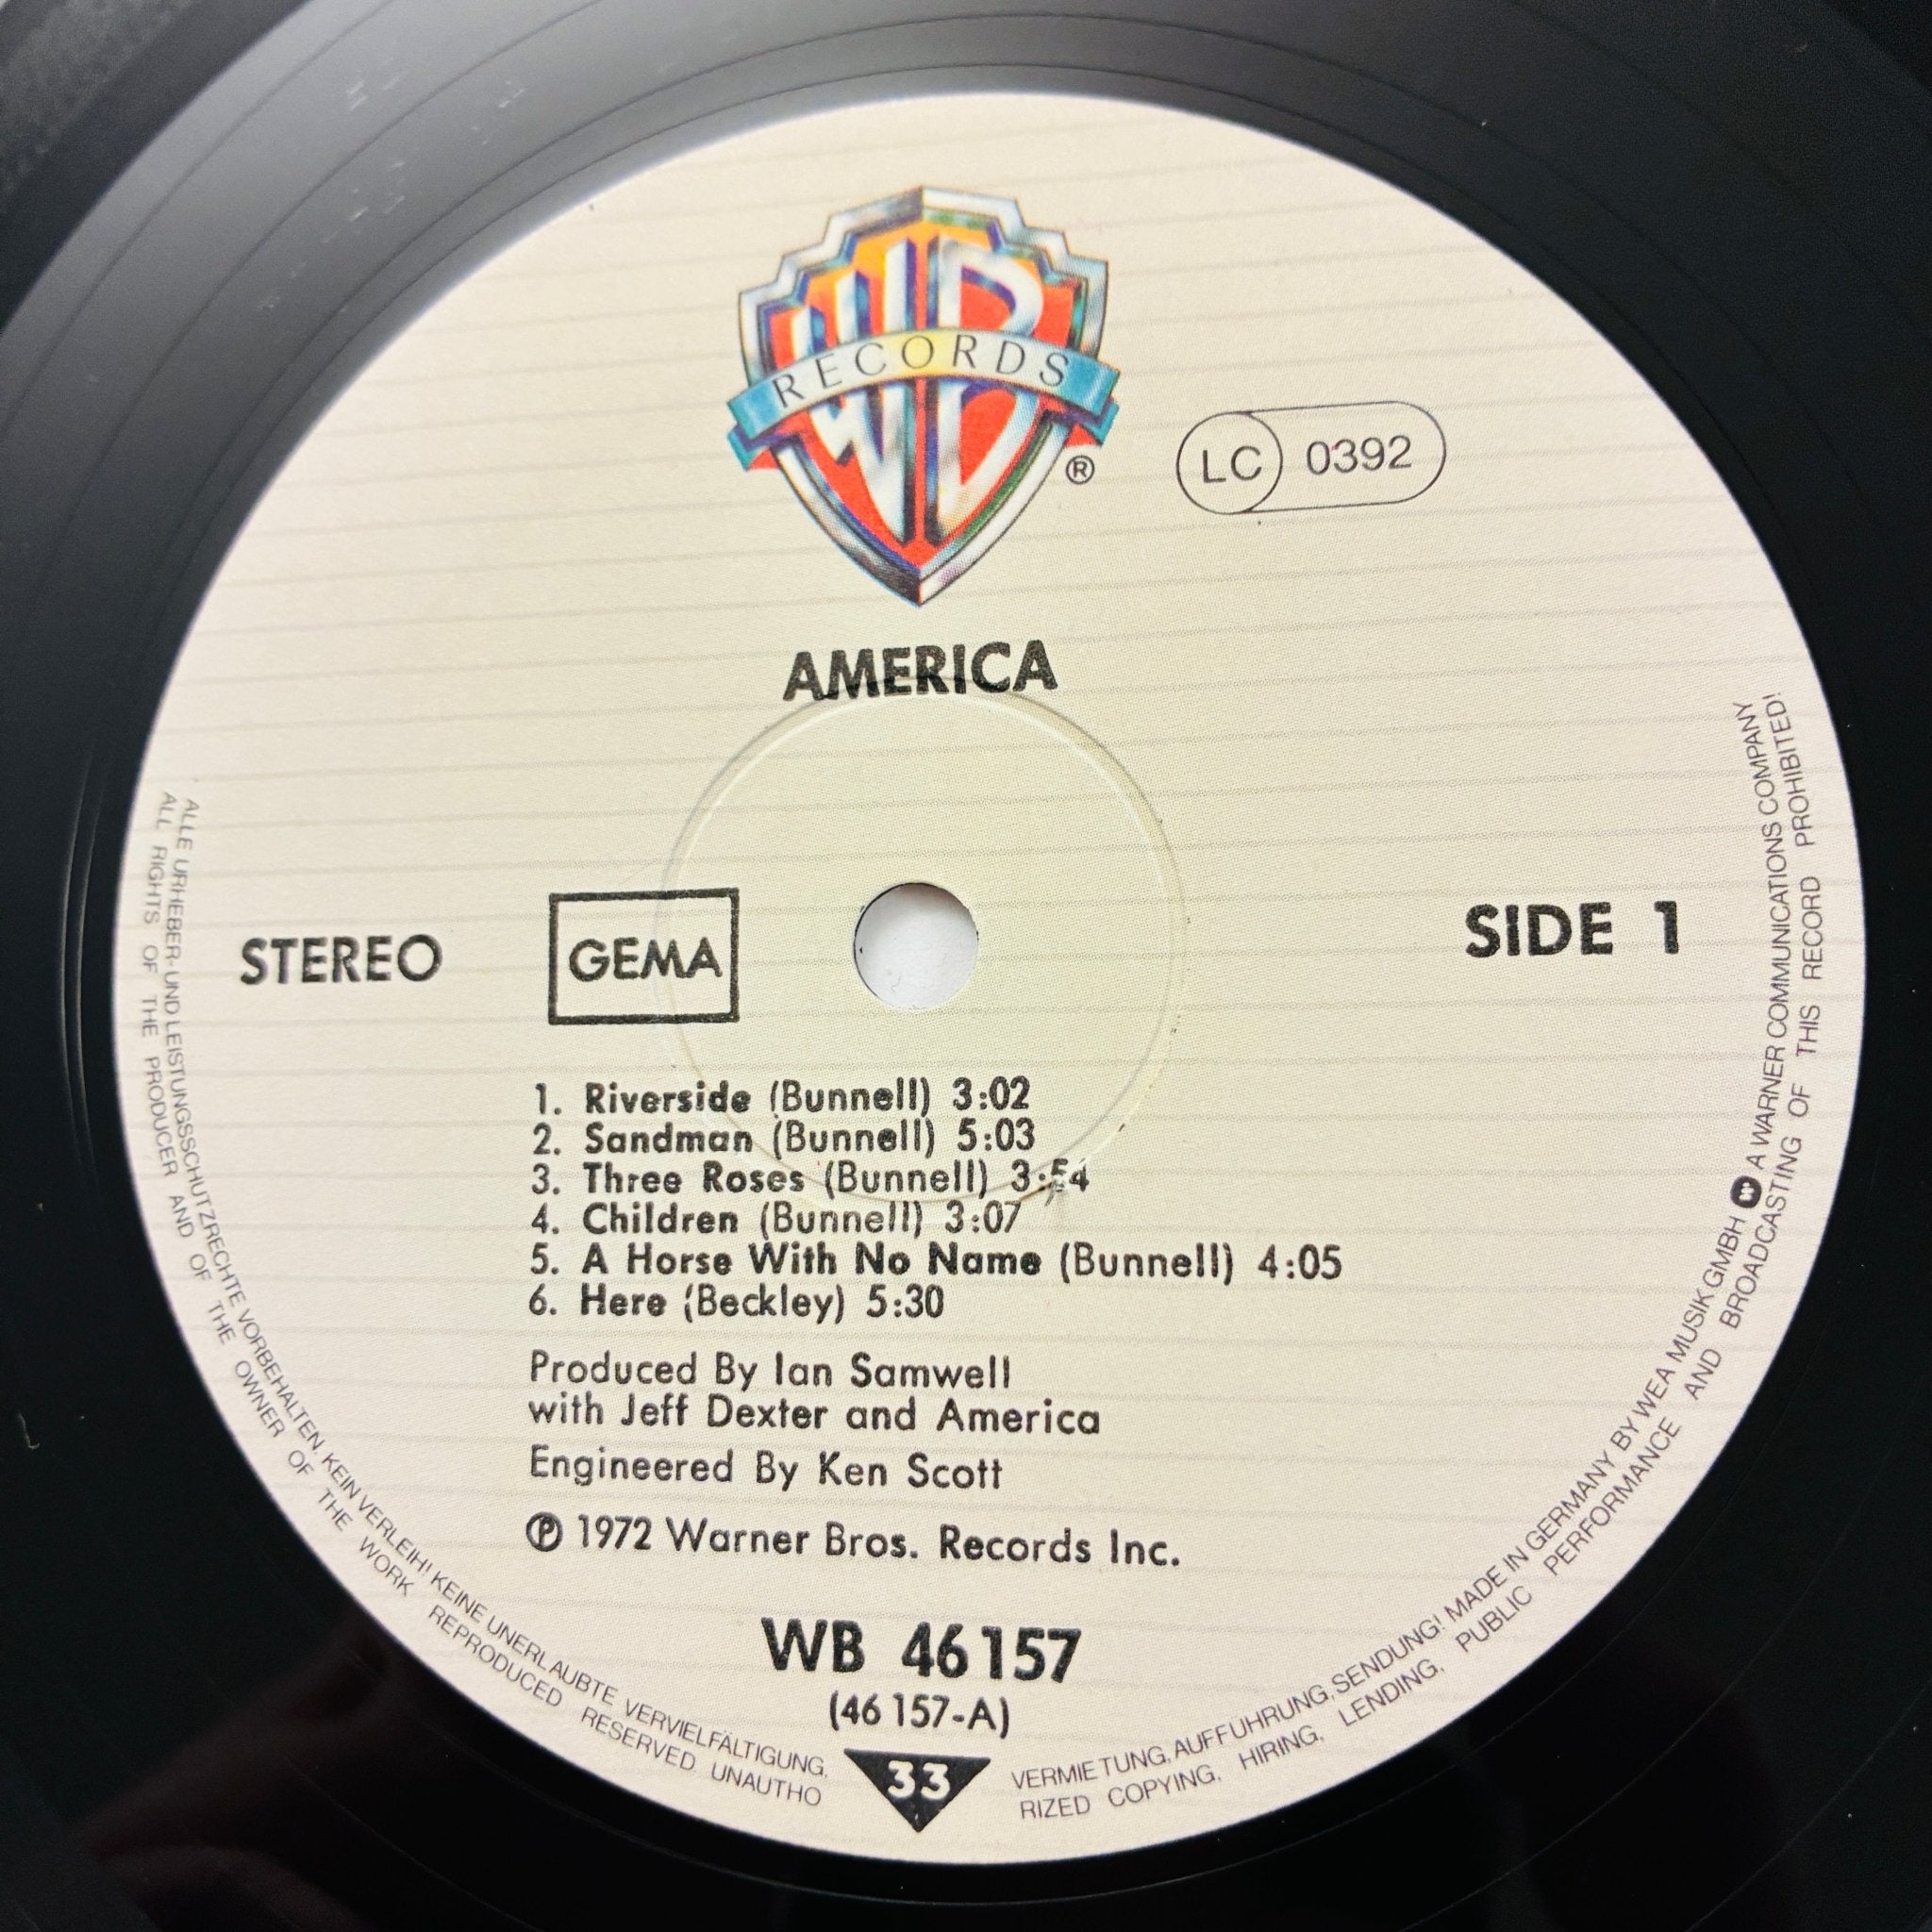 WB
RECORDS
®
LC 0392
AMERICA
STEREO
GEMA
SIDE 1
1. Riverside (Bunnell) 3:02
2. Sandman (Bunnell) 5:03
3. Three Roses (Bunnell) 3:54
4. Children (Bunnell) 3:07
5. A Horse With No Name (Bunnell) 4:05
6. Here (Beckley) 5:30
Produced By Ian Samwell
with Jeff Dexter and America
Engineered By Ken Scott
℗ 1972 Warner Bros. Records Inc.
WB 46 157
(46 157-A)
33
ALLE URHEBER- UND LEISTUNGSSCHUTZRECHTE VORBEHALTEN. KEIN VERLEIH! KEINE UNERLAUBTE VERVIELFÄLTIGUNG, VERMIETUNG, AUFFÜHRUNG, SENDUNG! MADE IN GERMANY BY WEA MUSIK GMBH A WARNER COMMUNICATIONS COMPANY
ALL RIGHTS OF THE PRODUCER AND OF THE OWNER OF THE WORK REPRODUCED RESERVED UNAUTHORIZED COPYING, HIRING, LENDING, PUBLIC PERFORMANCE AND BROADCASTING OF THIS RECORD PROHIBITED!